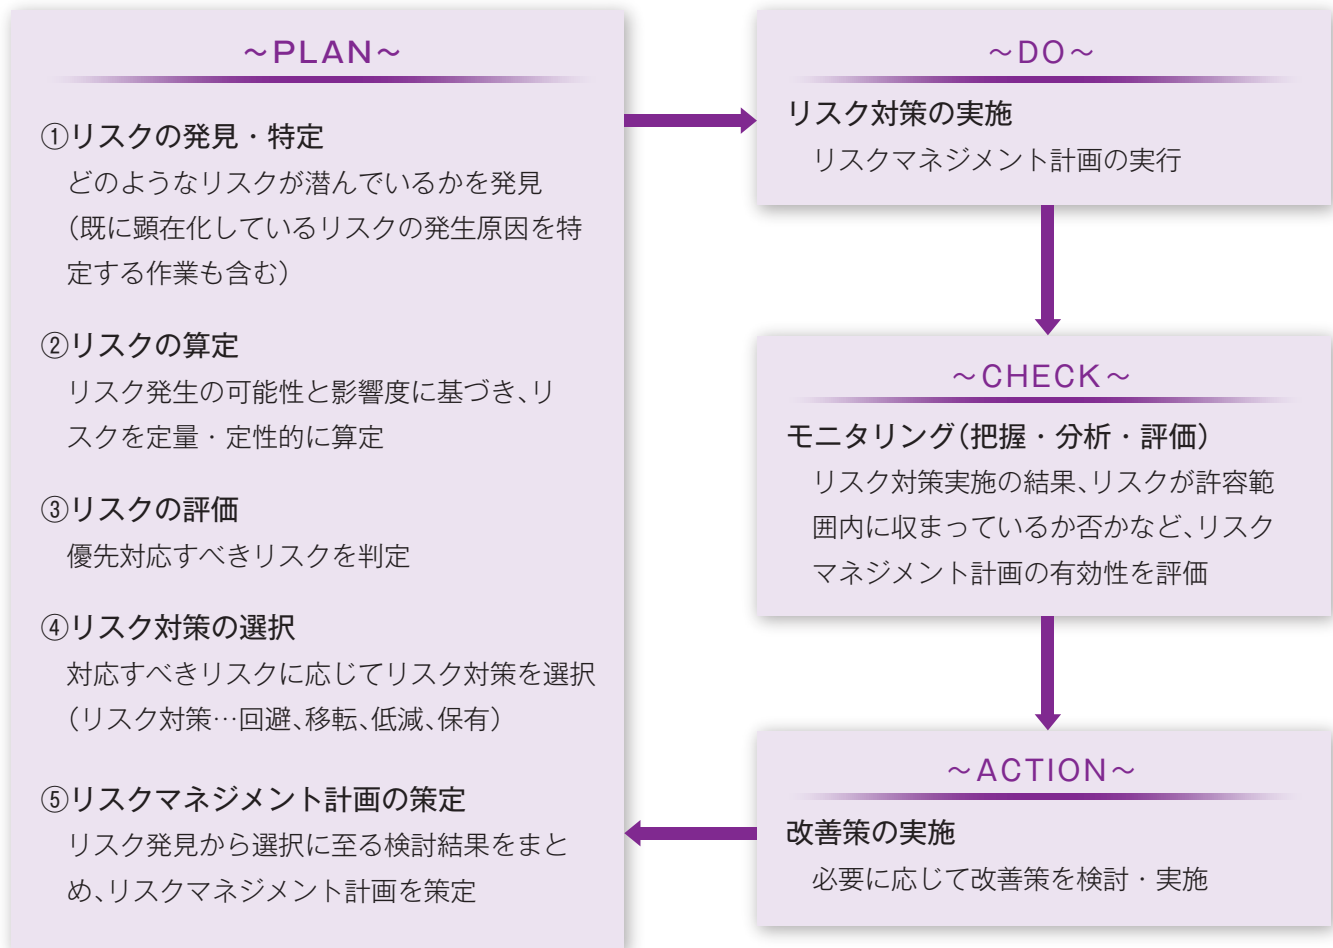 ～PLAN～
①リスクの発見・特定
どのようなリスクが潜んでいるかを発見
（既に顕在化しているリスクの発生原因を特
定する作業も含む）
②リスクの算定
リスク発生の可能性と影響度に基づき、リ
スクを定量・定性的に算定
③リスクの評価
優先対応すべきリスクを判定
④リスク対策の選択
対応すべきリスクに応じてリスク対策を選択
（リスク対策…回避、移転、低減、保有）
⑤リスクマネジメント計画の策定
リスク発見から選択に至る検討結果をまと
め、リスクマネジメント計画を策定
～DO～
リスク対策の実施
リスクマネジメント計画の実行
～CHECK～
モニタリング（把握・分析・評価）
リスク対策実施の結果、リスクが許容範
囲内に収まっているか否かなど、リスク
マネジメント計画の有効性を評価
～ACTION～
改善策の実施
必要に応じて改善策を検討・実施